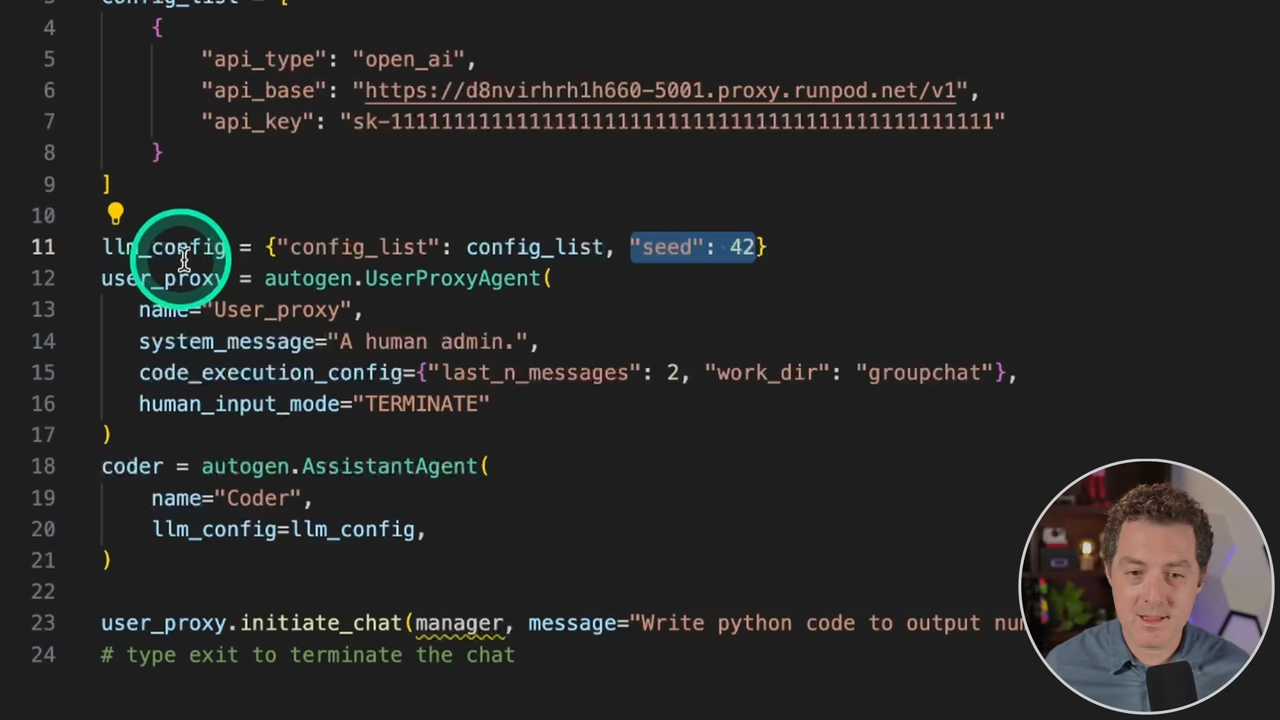 3 config_list = [
4 {
5 "api_type": "open_ai",
6 "api_base": "https://d8nvirhrh1h660-5001.proxy.runpod.net/v1",
7 "api_key": "sk-111111111111111111111111111111111111111111111111"
8 }
9 ]
10
11 llm_config = {"config_list": config_list, "seed": 42}
12 user_proxy = autogen.UserProxyAgent(
13 name="User_proxy",
14 system_message="A human admin.",
15 code_execution_config={"last_n_messages": 2, "work_dir": "groupchat"},
16 human_input_mode="TERMINATE"
17 )
18 coder = autogen.AssistantAgent(
19 name="Coder",
20 llm_config=llm_config,
21 )
22
23 user_proxy.initiate_chat(manager, message="Write python code to output
24 # type exit to terminate the chat